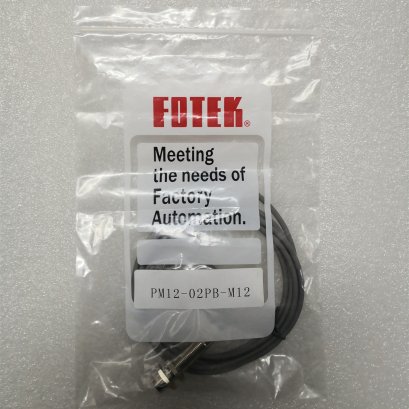 FOTEK®
Meeting
the needs of
Factory
Automation.
PM12-02PB-M12